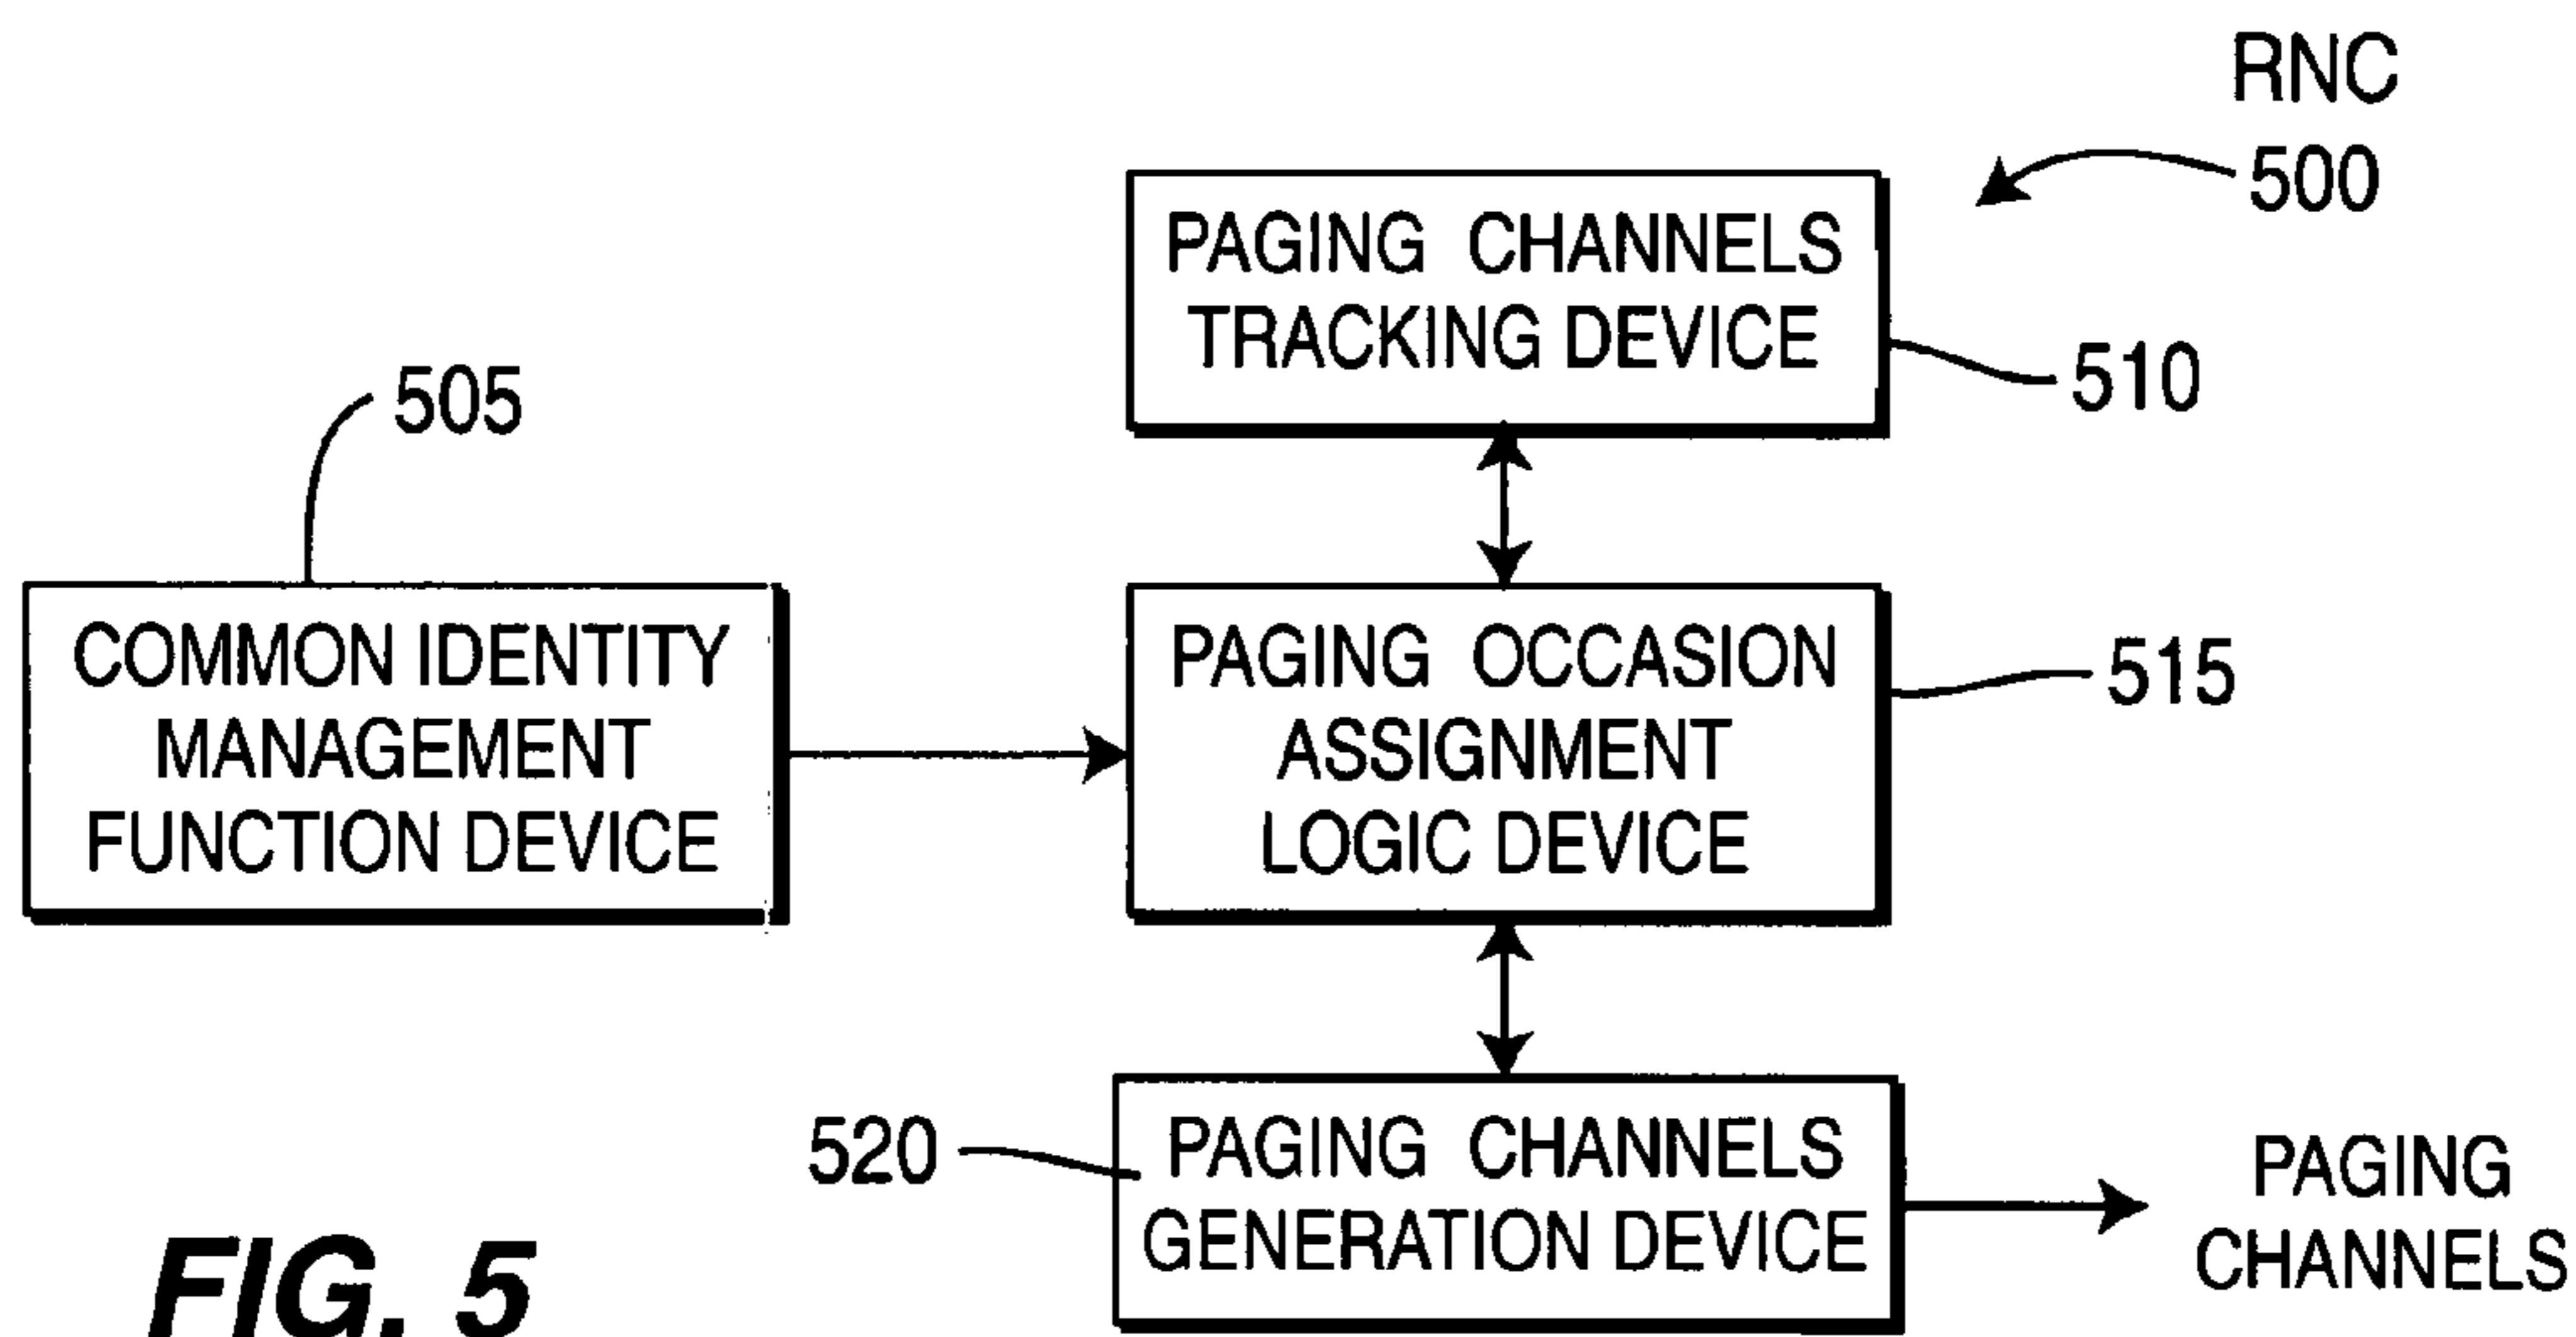 RNC
500
PAGING CHANNELS
TRACKING DEVICE
510
505
COMMON IDENTITY
MANAGEMENT
FUNCTION DEVICE
PAGING OCCASION
ASSIGNMENT
LOGIC DEVICE
515
520
PAGING CHANNELS
GENERATION DEVICE
PAGING
CHANNELS
FIG. 5